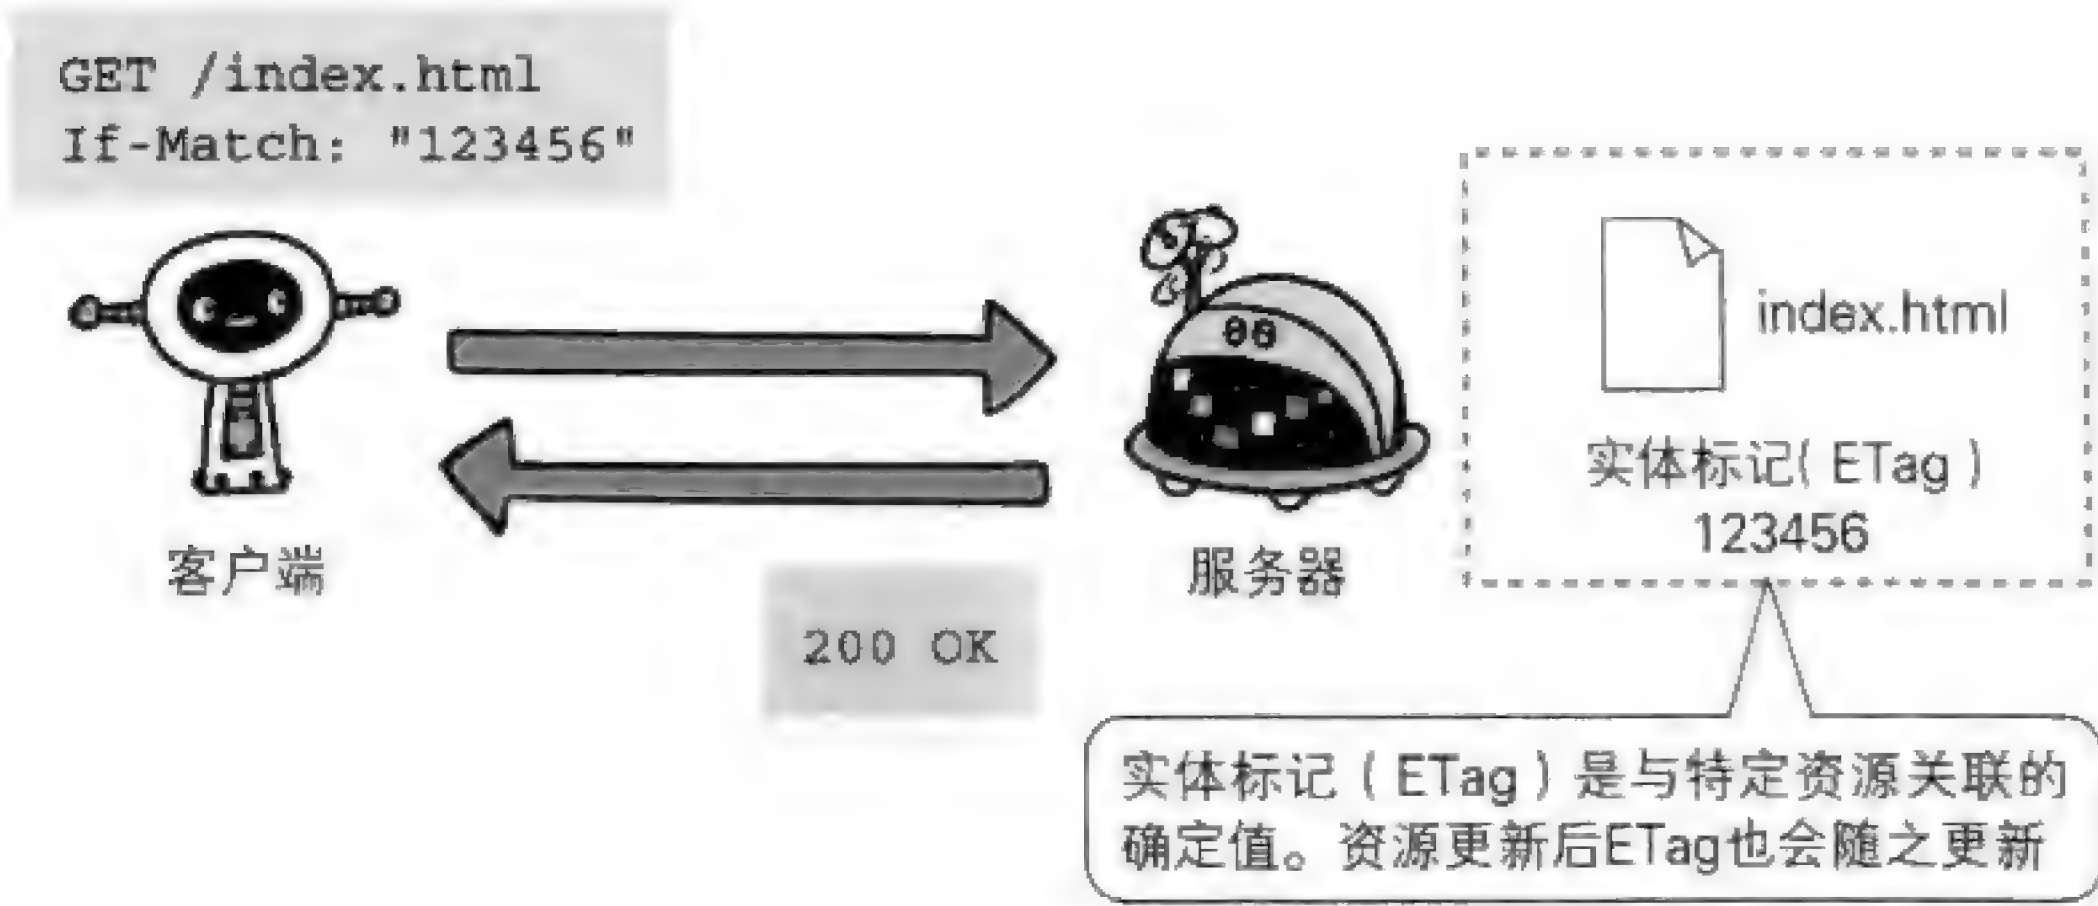 GET /index.html
If-Match: "123456"
客户端
服务器
200 OK
index.html
实体标记( ETag )
123456
实体标记 ( ETag ) 是与特定资源关联的
确定值。资源更新后ETag也会随之更新